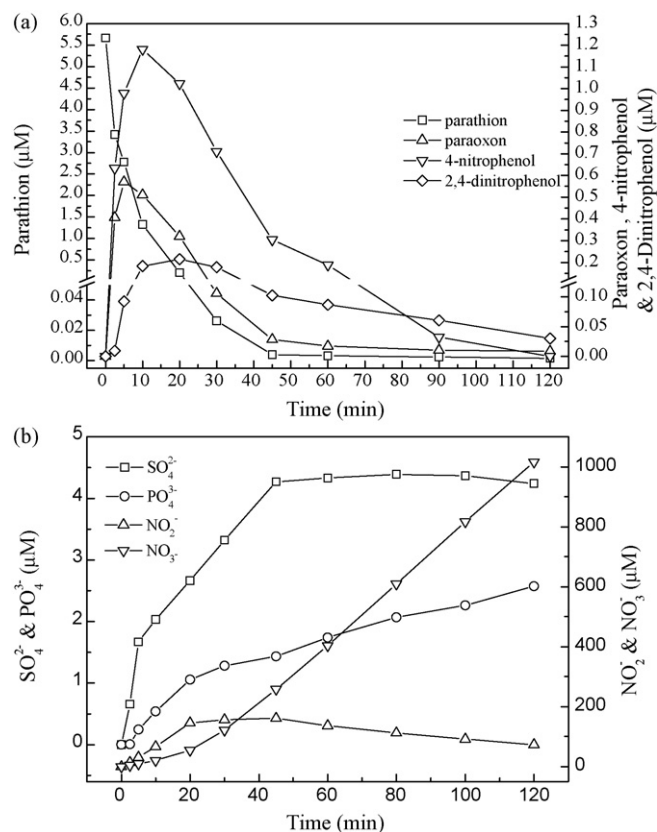 (a)
6.0
5.5
5.0
4.5
4.0
3.5
3.0
2.5
2.0
1.5
1.0
0.5
0.04
0.02
0.00
Parathion (μM)
parathion
paraoxon
4-nitrophenol
2,4-dinitrophenol
1.3
1.2
1.1
1.0
0.9
0.8
0.7
0.6
0.5
0.4
0.3
0.2
0.10
0.05
0.00
Paraoxon , 4-nitrophenol
& 2,4-Dinitrophenol (μM)
0 10 20 30 40 50 60 70 80 90 100 110 120
Time (min)
(b)
5
4
3
2
1
0
SO₄²⁻ & PO₄³⁻ (μM)
SO₄²⁻
PO₄³⁻
NO₂⁻
NO₃⁻
1000
800
600
400
200
0
NO₂⁻ & NO₃⁻ (μM)
0 20 40 60 80 100 120
Time (min)